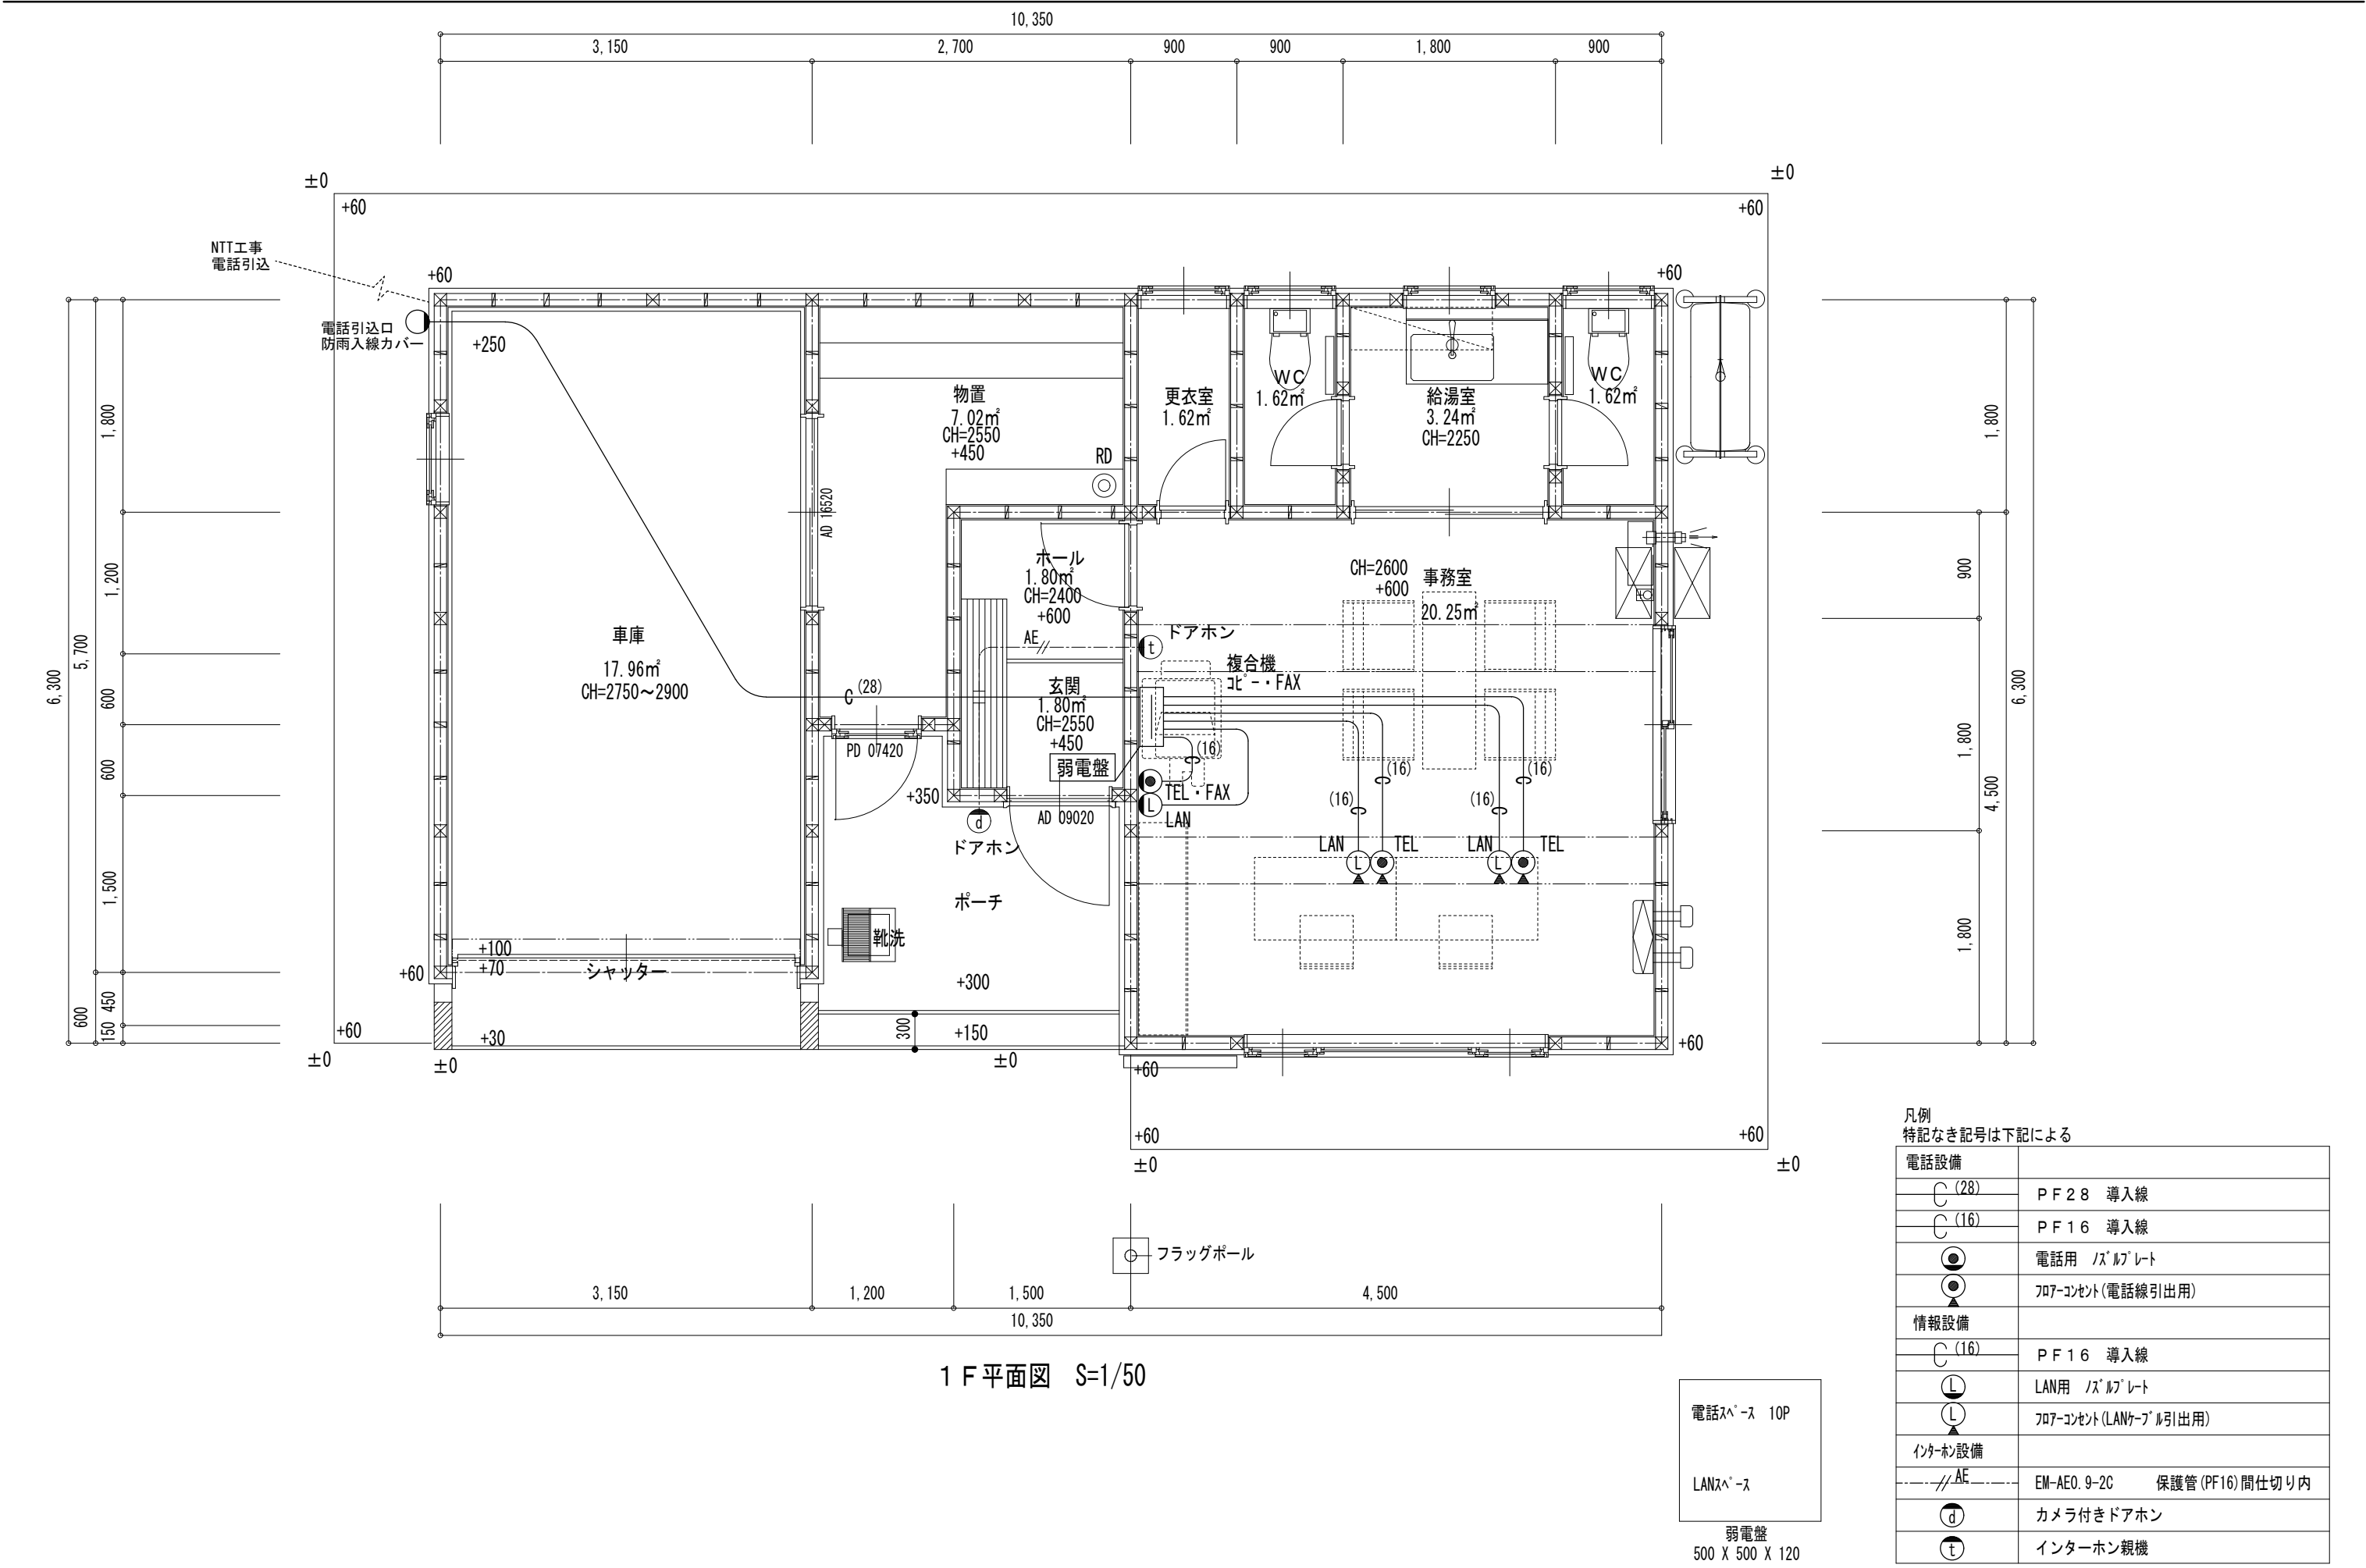 10,350
3,150
2,700
900
900
1,800
900
±0
±0
+60
+60
NTT工事
電話引込
+60
+60
電話引込口
防雨入線カバー
+250
物置
7.02㎡
CH=2550
+450
RD
更衣室
1.62㎡
WC
1.62㎡
給湯室
3.24㎡
CH=2250
WC
1.62㎡
AD 16520
ホール
1.80㎡
CH=2400
+600
AE
CH=2600
+600
事務室
20.25㎡
車庫
17.96㎡
CH=2750～2900
ドアホン
t
複合機
ｺﾋﾟｰ・FAX
(28)
玄関
1.80㎡
CH=2550
+450
弱電盤
PD 07420
+350
(16)
(16)
(16)
(16)
(16)
TEL・FAX
L
LAN
d
ドアホン
AD 09020
LAN
TEL
LAN
TEL
L
L
ポーチ
靴洗
+100
+70
シャッター
+60
+300
+60
+30
300
+150
+60
±0
±0
±0
+60
+60
+60
±0
±0
1,800
1,200
600
600
1,500
450
150
5,700
600
6,300
1,800
900
1,800
1,800
4,500
6,300
フラッグポール
3,150
1,200
1,500
4,500
10,350
1F平面図 S=1/50
電話ｽﾍﾟｰｽ 10P
LANｽﾍﾟｰｽ
弱電盤
500 X 500 X 120
凡例
特記なき記号は下記による
電話設備
(28) PF28 導入線
(16) PF16 導入線
電話用 ﾉｽﾞﾙﾌﾟﾚｰﾄ
ﾌﾛｱｰｺﾝｾﾝﾄ(電話線引出用)
情報設備
(16) PF16 導入線
L LAN用 ﾉｽﾞﾙﾌﾟﾚｰﾄ
L ﾌﾛｱｰｺﾝｾﾝﾄ(LANｹｰﾌﾞﾙ引出用)
ｲﾝﾀｰﾎﾝ設備
AE EM-AE0.9-2C 保護管(PF16)間仕切り内
d カメラ付きドアホン
t インターホン親機